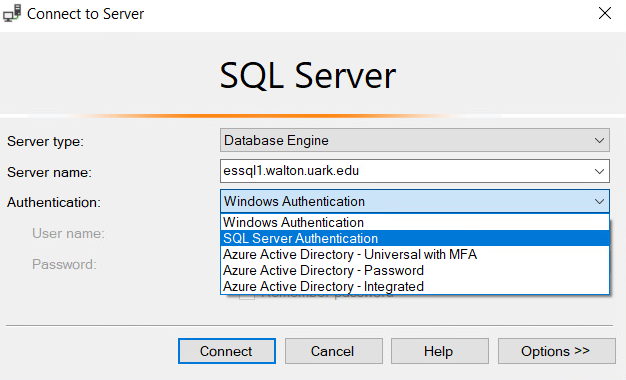 Connect to Server
SQL Server
Server type: Database Engine
Server name: essql1.walton.uark.edu
Authentication: Windows Authentication
Windows Authentication
User name:
SQL Server Authentication
Azure Active Directory - Universal with MFA
Password:
Azure Active Directory - Password
Azure Active Directory - Integrated
Remember password
Connect Cancel Help Options >>